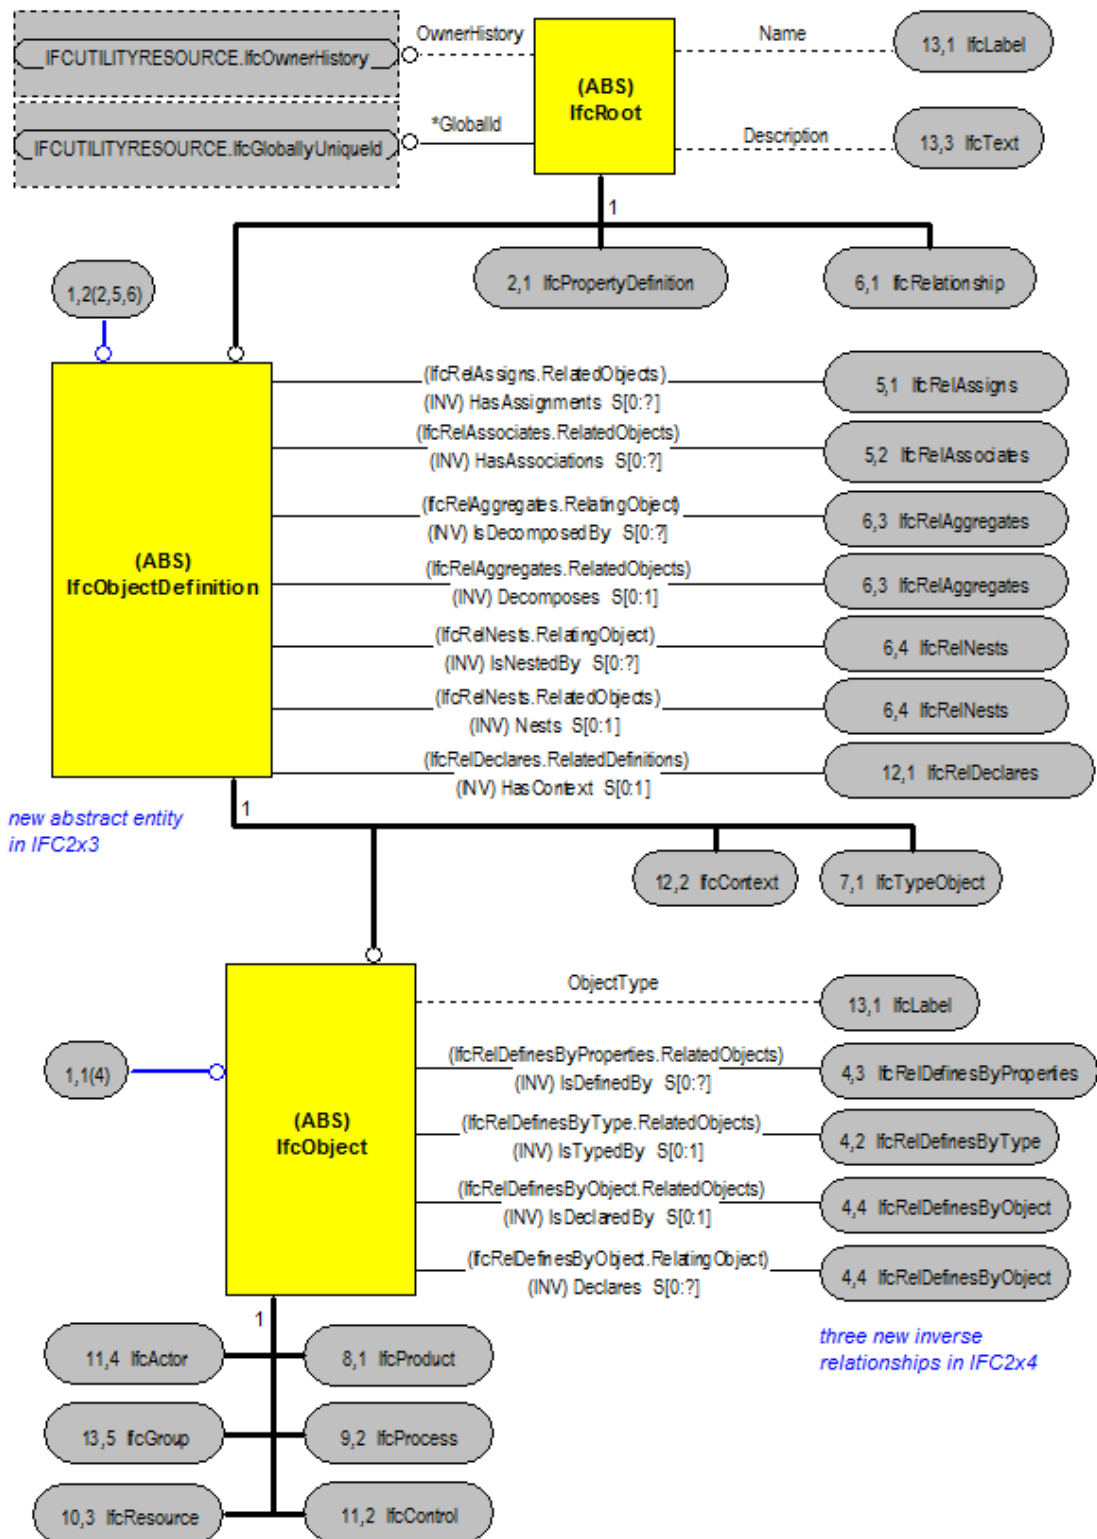 OwnerHistory
Name
IFCUTILITYRESOURCE.IfcOwnerHistory
13,1 IfcLabel
(ABS)
IfcRoot
*GlobalId
Description
IFCUTILITYRESOURCE.IfcGloballyUniqueId
13,3 IfcText
1
1,2(2,5,6)
2,1 IfcPropertyDefinition
6,1 IfcRelationship
(IfcRelAssigns.RelatedObjects)
(INV) HasAssignments S[0:?]
5,1 IfcRelAssigns
(IfcRelAssociates.RelatedObjects)
(INV) HasAssociations S[0:?]
5,2 IfcRelAssociates
(IfcRelAggregates.RelatingObject)
(INV) IsDecomposedBy S[0:?]
6,3 IfcRelAggregates
(ABS)
IfcObjectDefinition
(IfcRelAggregates.RelatedObjects)
(INV) Decomposes S[0:1]
6,3 IfcRelAggregates
(IfcRelNests.RelatingObject)
(INV) IsNestedBy S[0:?]
6,4 IfcRelNests
(IfcRelNests.RelatedObjects)
(INV) Nests S[0:1]
6,4 IfcRelNests
(IfcRelDeclares.RelatedDefinitions)
(INV) HasContext S[0:1]
12,1 IfcRelDeclares
1
new abstract entity
in IFC2x3
12,2 IfcContext
7,1 IfcTypeObject
ObjectType
13,1 IfcLabel
1,1(4)
(IfcRelDefinesByProperties.RelatedObjects)
(INV) IsDefinedBy S[0:?]
4,3 IfcRelDefinesByProperties
(ABS)
IfcObject
(IfcRelDefinesByType.RelatedObjects)
(INV) IsTypedBy S[0:1]
4,2 IfcRelDefinesByType
(IfcRelDefinesByObject.RelatedObjects)
(INV) IsDeclaredBy S[0:1]
4,4 IfcRelDefinesByObject
(IfcRelDefinesByObject.RelatingObject)
(INV) Declares S[0:?]
4,4 IfcRelDefinesByObject
1
three new inverse
relationships in IFC2x4
11,4 IfcActor
8,1 IfcProduct
13,5 IfcGroup
9,2 IfcProcess
10,3 IfcResource
11,2 IfcControl